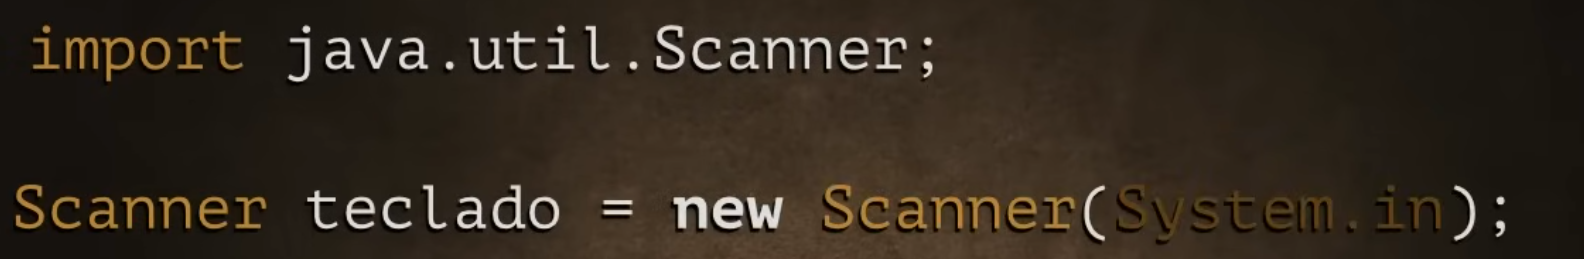 import java.util.Scanner;
Scanner teclado = new Scanner(System.in);